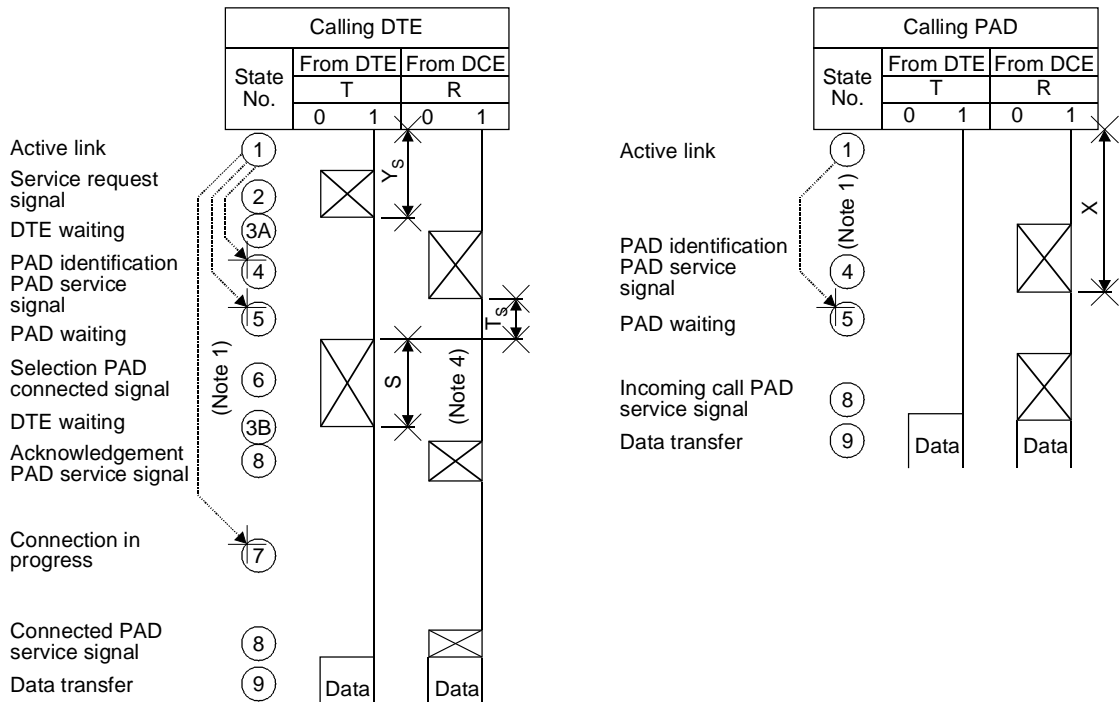 Calling DTE
State
No.
From DTE From DCE
T R
0 1 0 1
Active link 1
Service request
signal 2
DTE waiting 3A
PAD identification
PAD service
signal 4
PAD waiting 5
Selection PAD
connected signal 6
DTE waiting 3B
Acknowledgement
PAD service signal 8
Connection in
progress 7
Connected PAD
service signal 8
Data transfer 9
(Note 1)
YS
TS
S
(Note 4)
Data Data
Calling PAD
State
No.
From DTE From DCE
T R
0 1 0 1
Active link 1
(Note 1)
X
PAD identification
PAD service
signal 4
PAD waiting 5
Incoming call PAD
service signal 8
Data transfer 9
Data Data